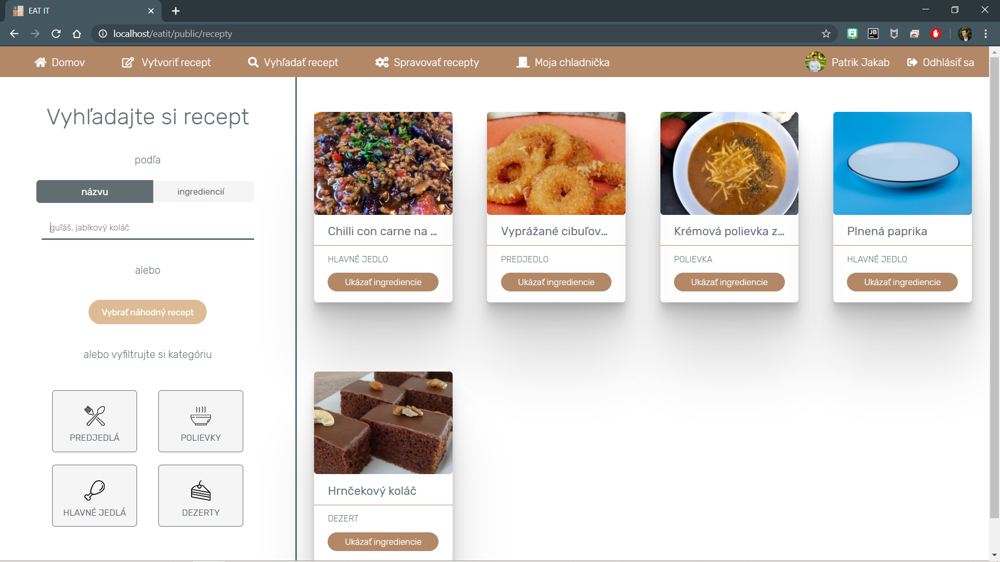 EAT IT
localhost/eatit/public/recepty
Domov
Vytvoriť recept
Vyhľadať recept
Spravovať recepty
Moja chladnička
Patrik Jakab
Odhlásiť sa
Vyhľadajte si recept
podľa
názvu
ingrediencií
guľáš, jablkový koláč
alebo
Vybrať náhodný recept
alebo vyfiltrujte si kategóriu
PREDJEDLÁ
POLIEVKY
HLAVNÉ JEDLÁ
DEZERTY
Chilli con carne na ...
HLAVNÉ JEDLO
Ukázať ingrediencie
Vyprážané cibuľov...
PREDJEDLO
Ukázať ingrediencie
Krémová polievka z...
POLIEVKA
Ukázať ingrediencie
Plnená paprika
HLAVNÉ JEDLO
Ukázať ingrediencie
Hrnčekový koláč
DEZERT
Ukázať ingrediencie
JB